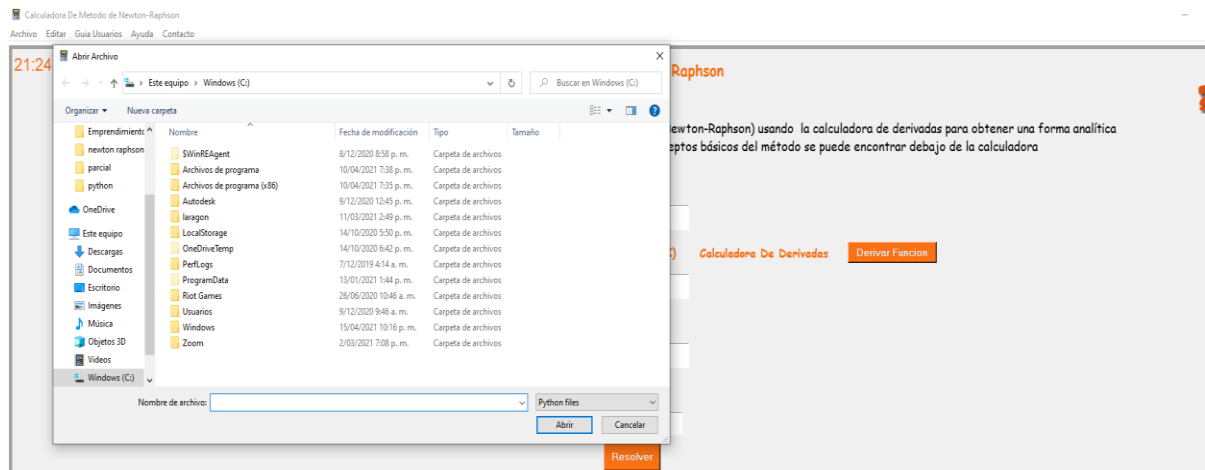 Calculadora De Metodo de Newton-Raphson
Archivo Editar Guia Usuarios Ayuda Contacto
21:24
Abrir Archivo
Este equipo > Windows (C:)
Buscar en Windows (C:)
Organizar Nueva carpeta
Nombre Fecha de modificación Tipo Tamaño
$WinREAgent 8/12/2020 8:58 p. m. Carpeta de archivos
Archivos de programa 10/04/2021 7:38 p. m. Carpeta de archivos
Archivos de programa (x86) 10/04/2021 7:35 p. m. Carpeta de archivos
Autodesk 9/12/2020 12:45 p. m. Carpeta de archivos
laragon 11/03/2021 2:49 p. m. Carpeta de archivos
LocalStorage 14/10/2020 5:50 p. m. Carpeta de archivos
OneDriveTemp 14/10/2020 6:42 p. m. Carpeta de archivos
PerfLogs 7/12/2019 4:14 a. m. Carpeta de archivos
ProgramData 13/01/2021 1:44 p. m. Carpeta de archivos
Riot Games 26/06/2020 10:46 a. m. Carpeta de archivos
Usuarios 9/12/2020 9:46 a. m. Carpeta de archivos
Windows 15/04/2021 10:16 p. m. Carpeta de archivos
Zoom 2/03/2021 7:08 p. m. Carpeta de archivos
Emprendimientc
newton raphson
parcial
python
OneDrive
Este equipo
Descargas
Documentos
Escritorio
Imágenes
Música
Objetos 3D
Videos
Windows (C:)
Nombre de archivo:
Python files
Abrir Cancelar
Raphson
ewton-Raphson) usando la calculadora de derivadas para obtener una forma analítica
eptos básicos del método se puede encontrar debajo de la calculadora
Calculadora De Derivadas Derivar Funcion
Resolver